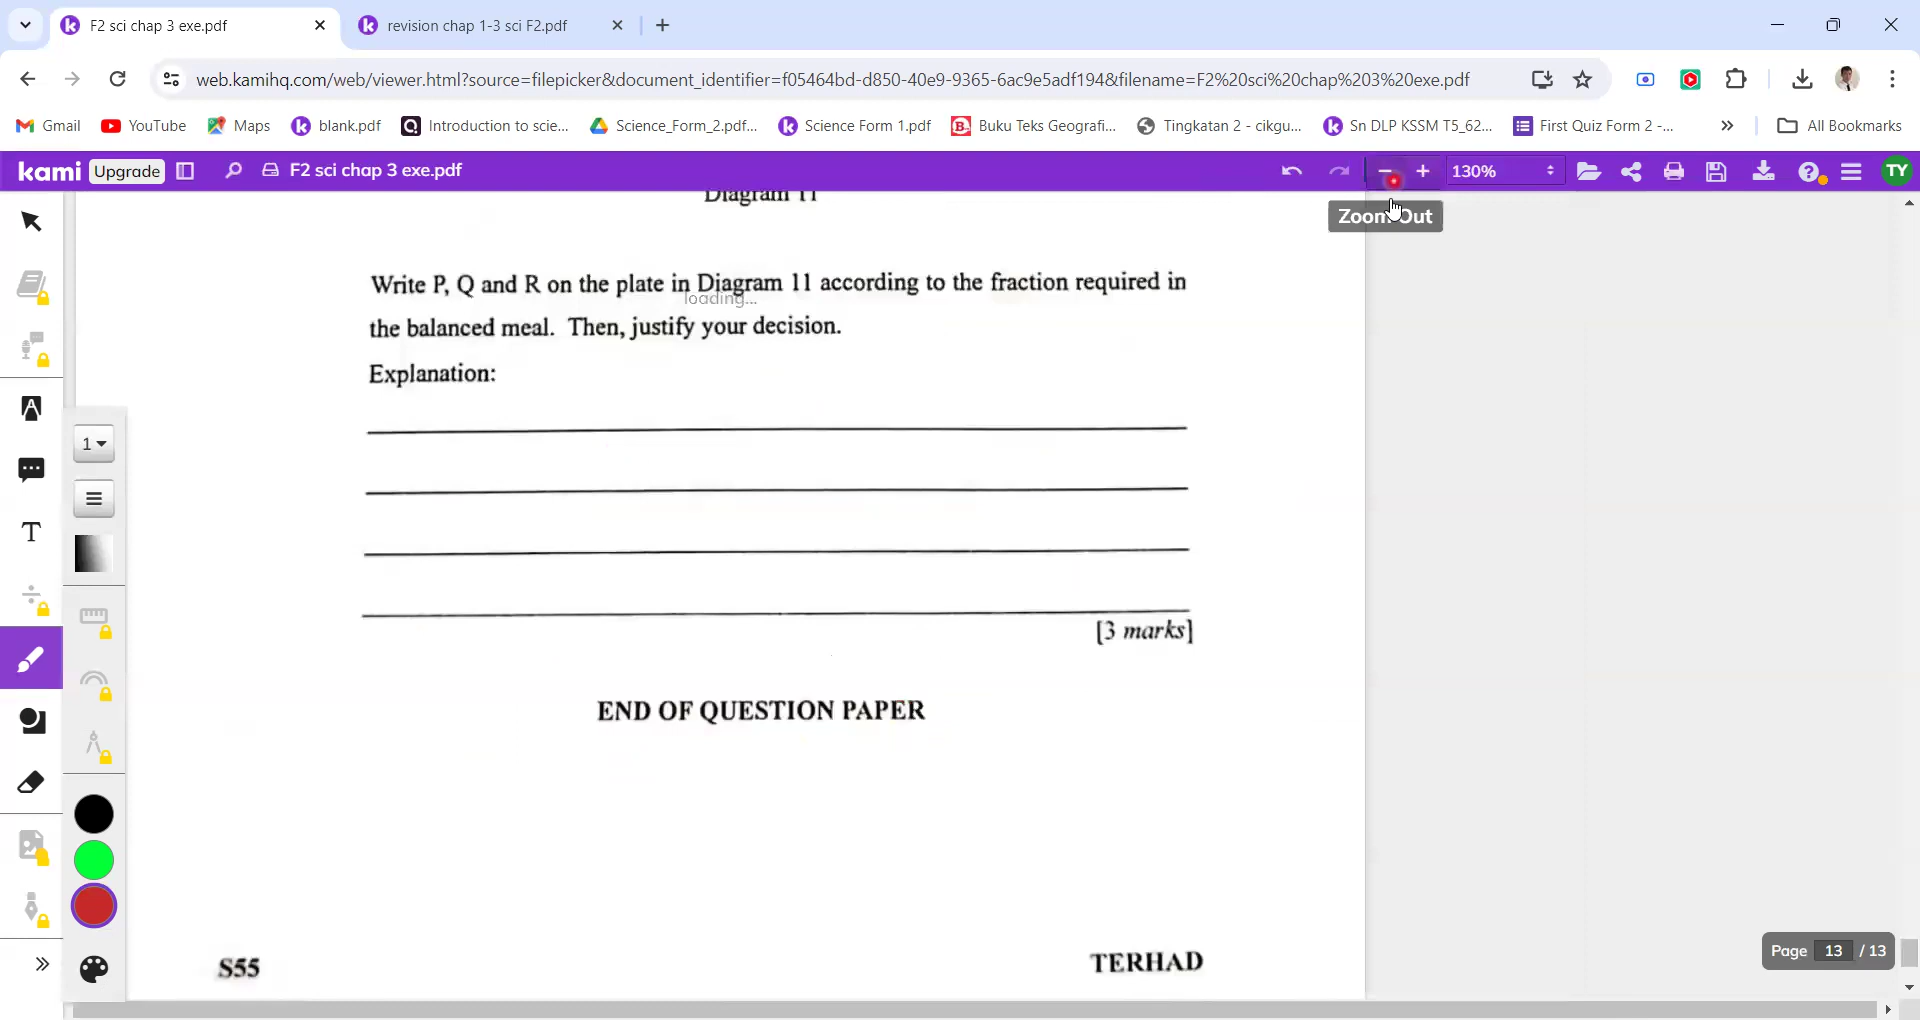 F2 sci chap 3 exe.pdf
revision chap 1-3 sci F2.pdf
web.kamihq.com/web/viewer.html?source=filepicker&document_identifier=f05464bd-d850-40e9-9365-6ac9e5adf194&filename=F2%20sci%20chap%203%20exe.pdf
Gmail YouTube Maps blank.pdf Introduction to scie... Science_Form_2.pdf... Science Form 1.pdf Buku Teks Geografi... Tingkatan 2 - cikgu... Sn DLP KSSM T5_62... First Quiz Form 2 -... » All Bookmarks
kami Upgrade F2 sci chap 3 exe.pdf 130% TY
Zoom Out
Diagram 11
Write P, Q and R on the plate in Diagram 11 according to the fraction required in
loading...
the balanced meal. Then, justify your decision.
Explanation:
[3 marks]
END OF QUESTION PAPER
S55
TERHAD
1
T
Page 13 / 13